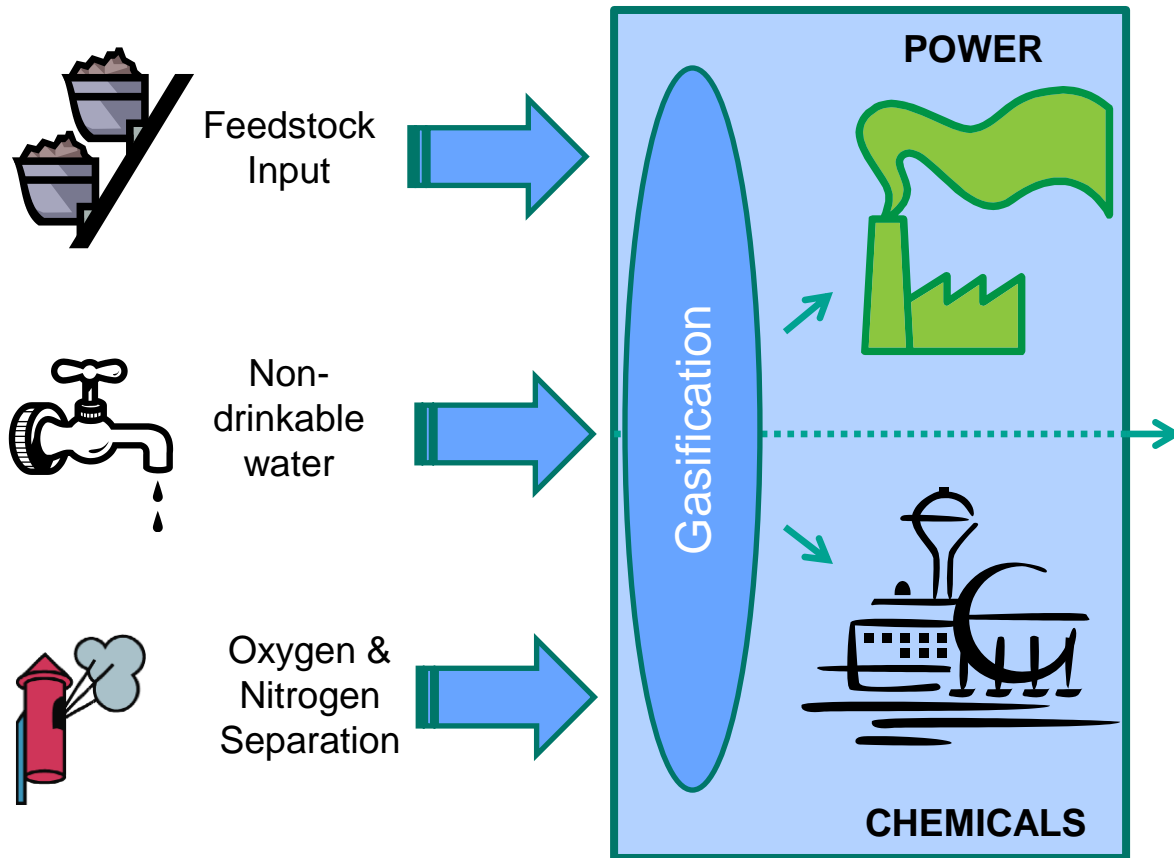 Feedstock
Input
Non-
drinkable
water
Oxygen &
Nitrogen
Separation
Gasification
POWER
CHEMICALS